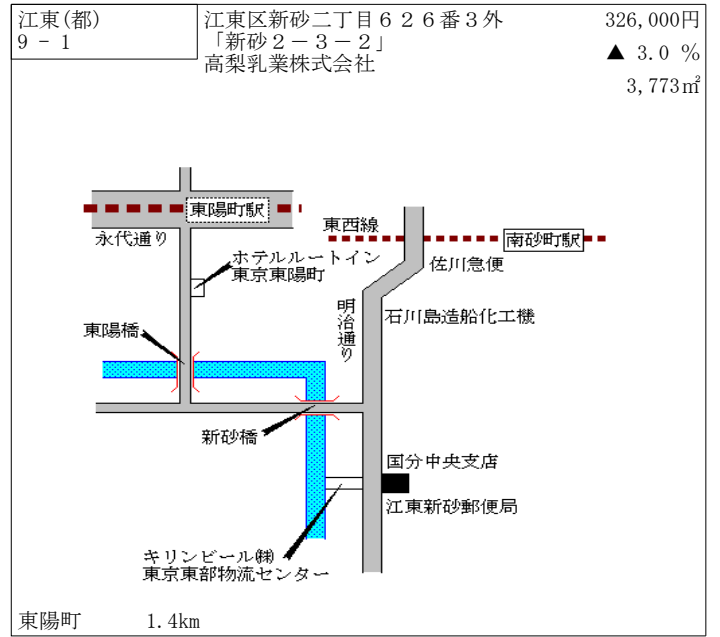 江東(都)
9 - 1
江東区新砂二丁目６２６番３外
「新砂２－３－２」
高梨乳業株式会社
326,000円
▲ 3.0 %
3,773㎡
東陽町駅
永代通り
東西線
南砂町駅
佐川急便
ホテルルートイン
東京東陽町
明治通り
石川島造船化工機
東陽橋
新砂橋
国分中央支店
江東新砂郵便局
キリンビール㈱
東京東部物流センター
東陽町 1.4km